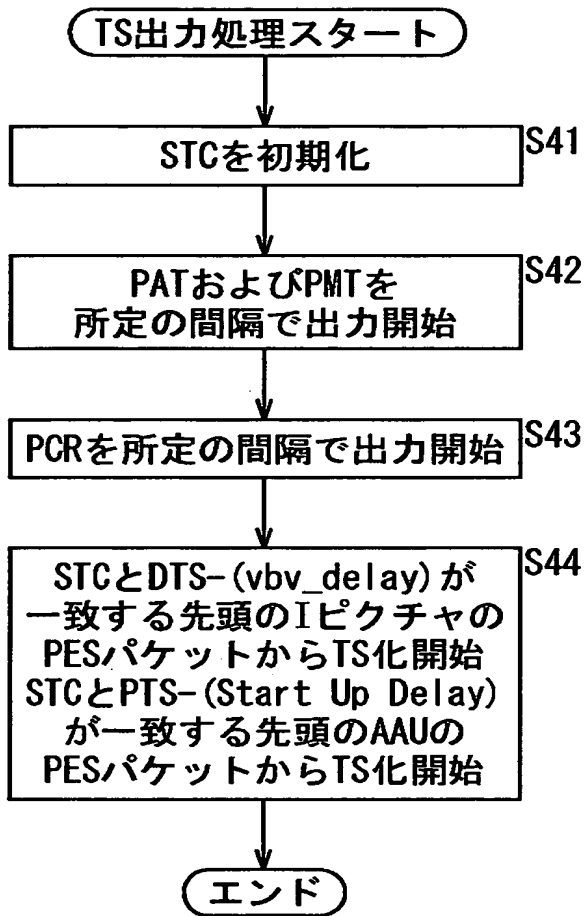 TS出力処理スタート
STCを初期化
S41
PATおよびPMTを
所定の間隔で出力開始
S42
PCRを所定の間隔で出力開始
S43
STCとDTS-(vbv_delay)が
一致する先頭のIピクチャの
PESパケットからTS化開始
STCとPTS-(Start Up Delay)
が一致する先頭のAAUの
PESパケットからTS化開始
S44
エンド